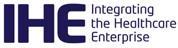 IHE
Integrating
the Healthcare
Enterprise